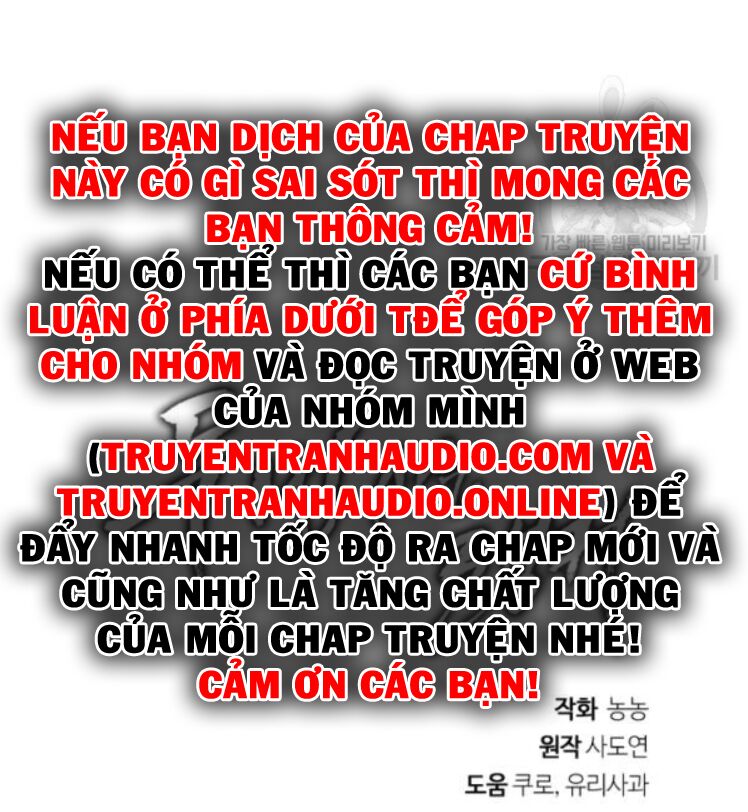 NẾU BẠN DỊCH CỦA CHAP TRUYỆN
NÀY CÓ GÌ SAI SÓT THÌ MONG CÁC
BẠN THÔNG CẢM!
가장 빠른 웹툰 미리보기
NẾU CÓ THỂ THÌ CÁC BẠN CỨ BÌNH
LUẬN Ở PHÍA DƯỚI TĐỂ GÓP Ý THÊM
CHO NHÓM VÀ ĐỌC TRUYỆN Ở WEB
CỦA NHÓM MÌNH
(TRUYENTRANHAUDIO.COM VÀ
TRUYENTRANHAUDIO.ONLINE) ĐỂ
ĐẨY NHANH TỐC ĐỘ RA CHAP MỚI VÀ
CŨNG NHƯ LÀ TĂNG CHẤT LƯỢNG
CỦA MỖI CHAP TRUYỆN NHÉ!
CẢM ƠN CÁC BẠN!
작화 농농
원작 사도연
도움 쿠로, 유리사과